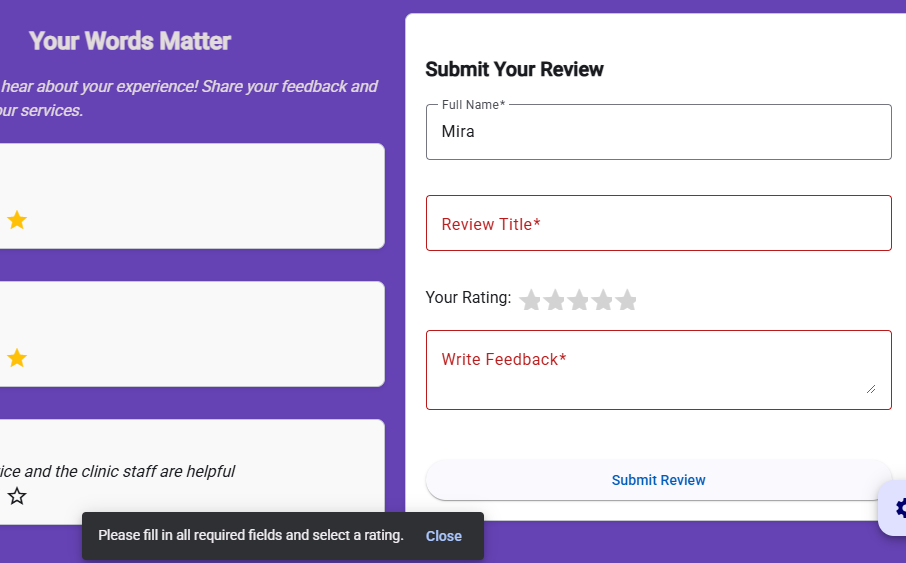 Your Words Matter
hear about your experience! Share your feedback and
our services.
ice and the clinic staff are helpful
Submit Your Review
Full Name*
Mira
Review Title*
Your Rating:
Write Feedback*
Submit Review
Please fill in all required fields and select a rating. Close